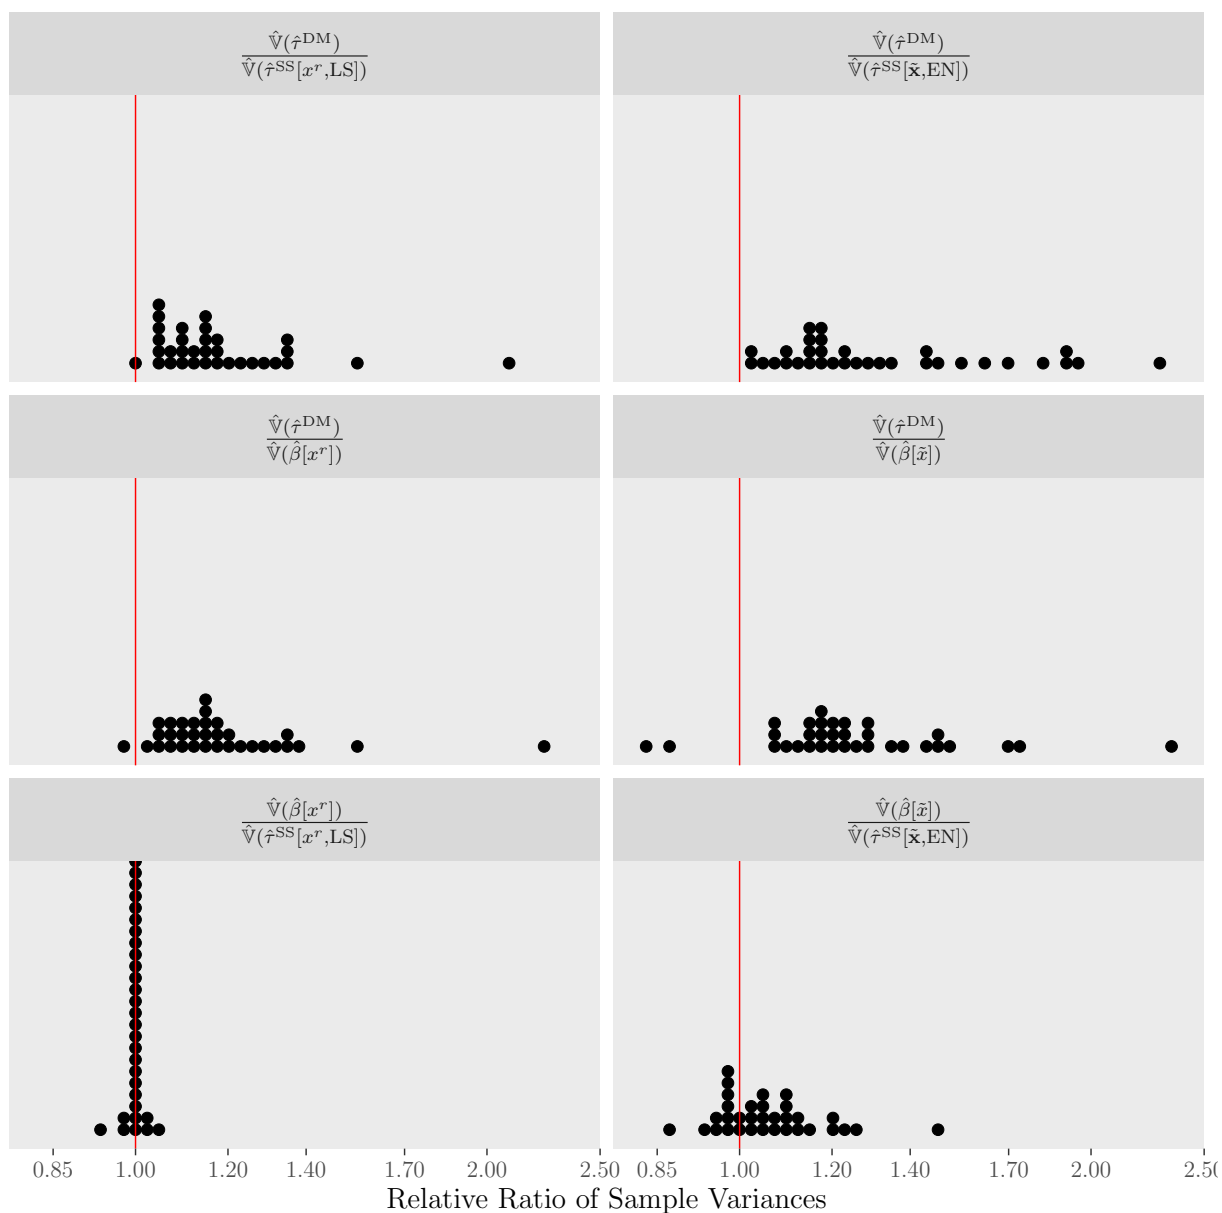 V̂(τ̂^DM) V̂(τ̂^DM)
V̂(τ̂^SS[x^r,LS]) V̂(τ̂^SS[x̃,EN])
V̂(τ̂^DM) V̂(τ̂^DM)
V̂(β̂[x^r]) V̂(β̂[x̃])
V̂(β̂[x^r]) V̂(β̂[x̃])
V̂(τ̂^SS[x^r,LS]) V̂(τ̂^SS[x̃,EN])
0.85 1.00 1.20 1.40 1.70 2.00 2.50 0.85 1.00 1.20 1.40 1.70 2.00 2.50
Relative Ratio of Sample Variances